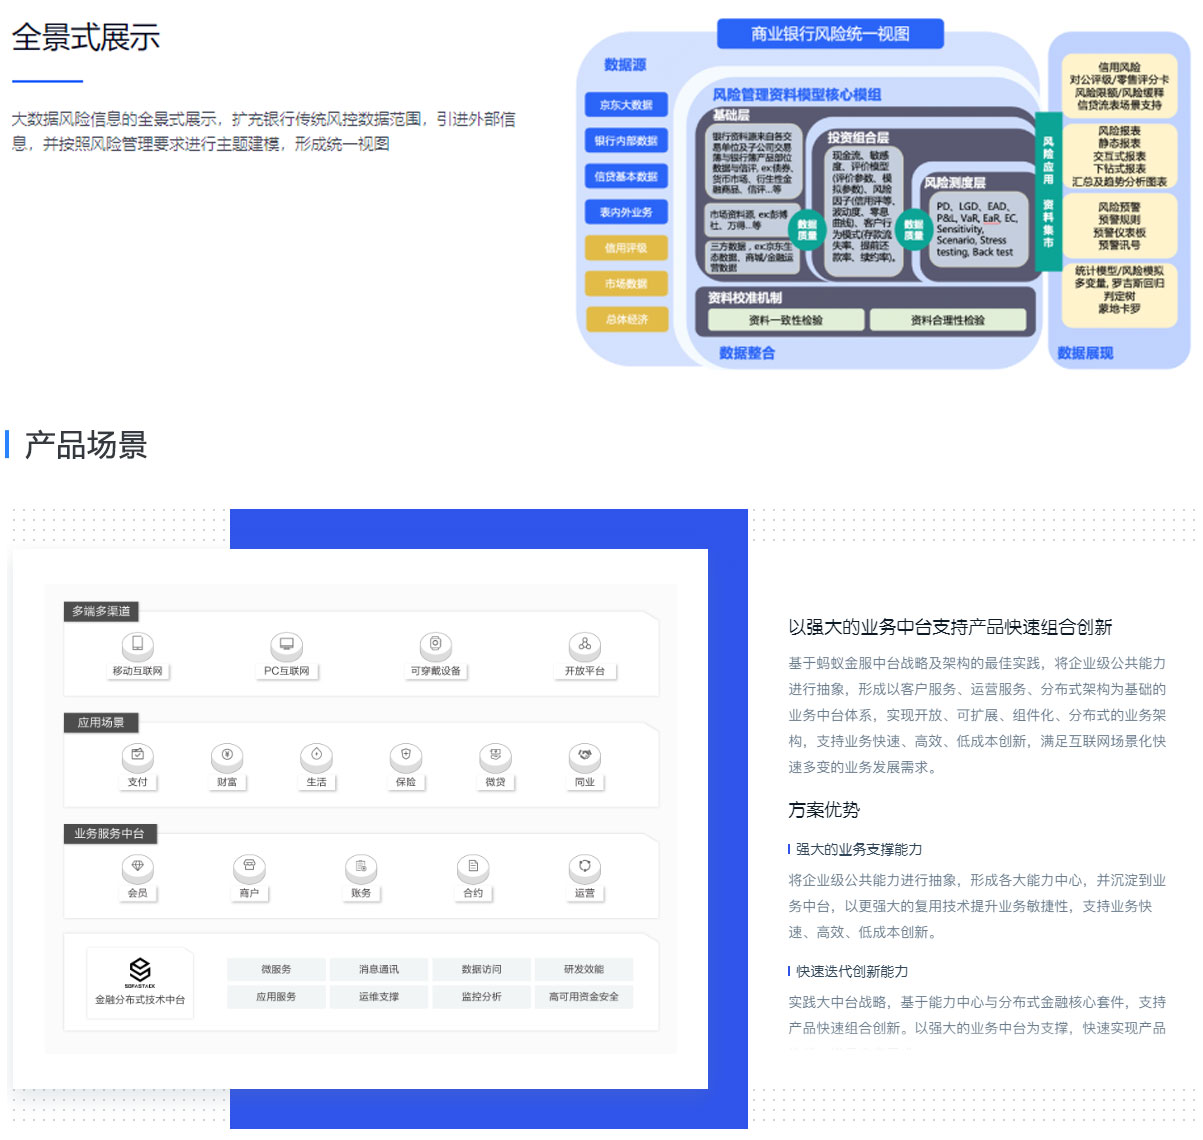 全景式展示
大数据风险信息的全景式展示，扩充银行传统风控数据范围，引进外部信
息，并按照风险管理要求进行主题建模，形成统一视图
商业银行风险统一视图
数据源
京东大数据
银行内部数据
信贷基本数据
表内外业务
信用评级
市场数据
总体经济
风险管理资料模型核心模组
基础层
银行资料源来自各交
易单位及子公司交易
簿与银行簿产品部位
数据与信评, ex:债券、
货币市场、衍生性金
融商品、信评...等
市场资料源, ex:彭博
社、万得...等
三方数据，ex:京东生
态数据、商城/金融运
营数据
数据
质量
投资组合层
现金流、敏感
度、评价模型
(评价参数、模
拟参数)、风险
因子(信用评等、
波动度、零息
曲线)、客户行
为模式(存款流
失率、提前还
款率、续约率)。
数据
质量
风险测度层
PD、LGD、EAD、
P&L, VaR, EaR, EC,
Sensitivity,
Scenario, Stress
testing, Back test
资料校准机制
资料一致性检验
资料合理性检验
数据整合
风险应用 资料集市
信用风险
对公评级/零售评分卡
风险限额/风险缓释
信贷流表场景支持
风险报表
静态报表
交互式报表
下钻式报表
汇总及趋势分析图表
风险预警
预警规则
预警仪表板
预警讯号
统计模型/风险模拟
多变量, 罗吉斯回归
判定树
蒙地卡罗
数据展现
产品场景
多端多渠道
移动互联网
PC互联网
可穿戴设备
开放平台
应用场景
支付
财富
生活
保险
微贷
同业
业务服务中台
会员
商户
账务
合约
运营
SOFASTACK
金融分布式技术中台
微服务
消息通讯
数据访问
研发效能
应用服务
运维支撑
监控分析
高可用资金安全
以强大的业务中台支持产品快速组合创新
基于蚂蚁金服中台战略及架构的最佳实践，将企业级公共能力
进行抽象，形成以客户服务、运营服务、分布式架构为基础的
业务中台体系，实现开放、可扩展、组件化、分布式的业务架
构，支持业务快速、高效、低成本创新，满足互联网场景化快
速多变的业务发展需求。
方案优势
强大的业务支撑能力
将企业级公共能力进行抽象，形成各大能力中心，并沉淀到业
务中台，以更强大的复用技术提升业务敏捷性，支持业务快
速、高效、低成本创新。
快速迭代创新能力
实践大中台战略，基于能力中心与分布式金融核心套件，支持
产品快速组合创新。以强大的业务中台为支撑，快速实现产品